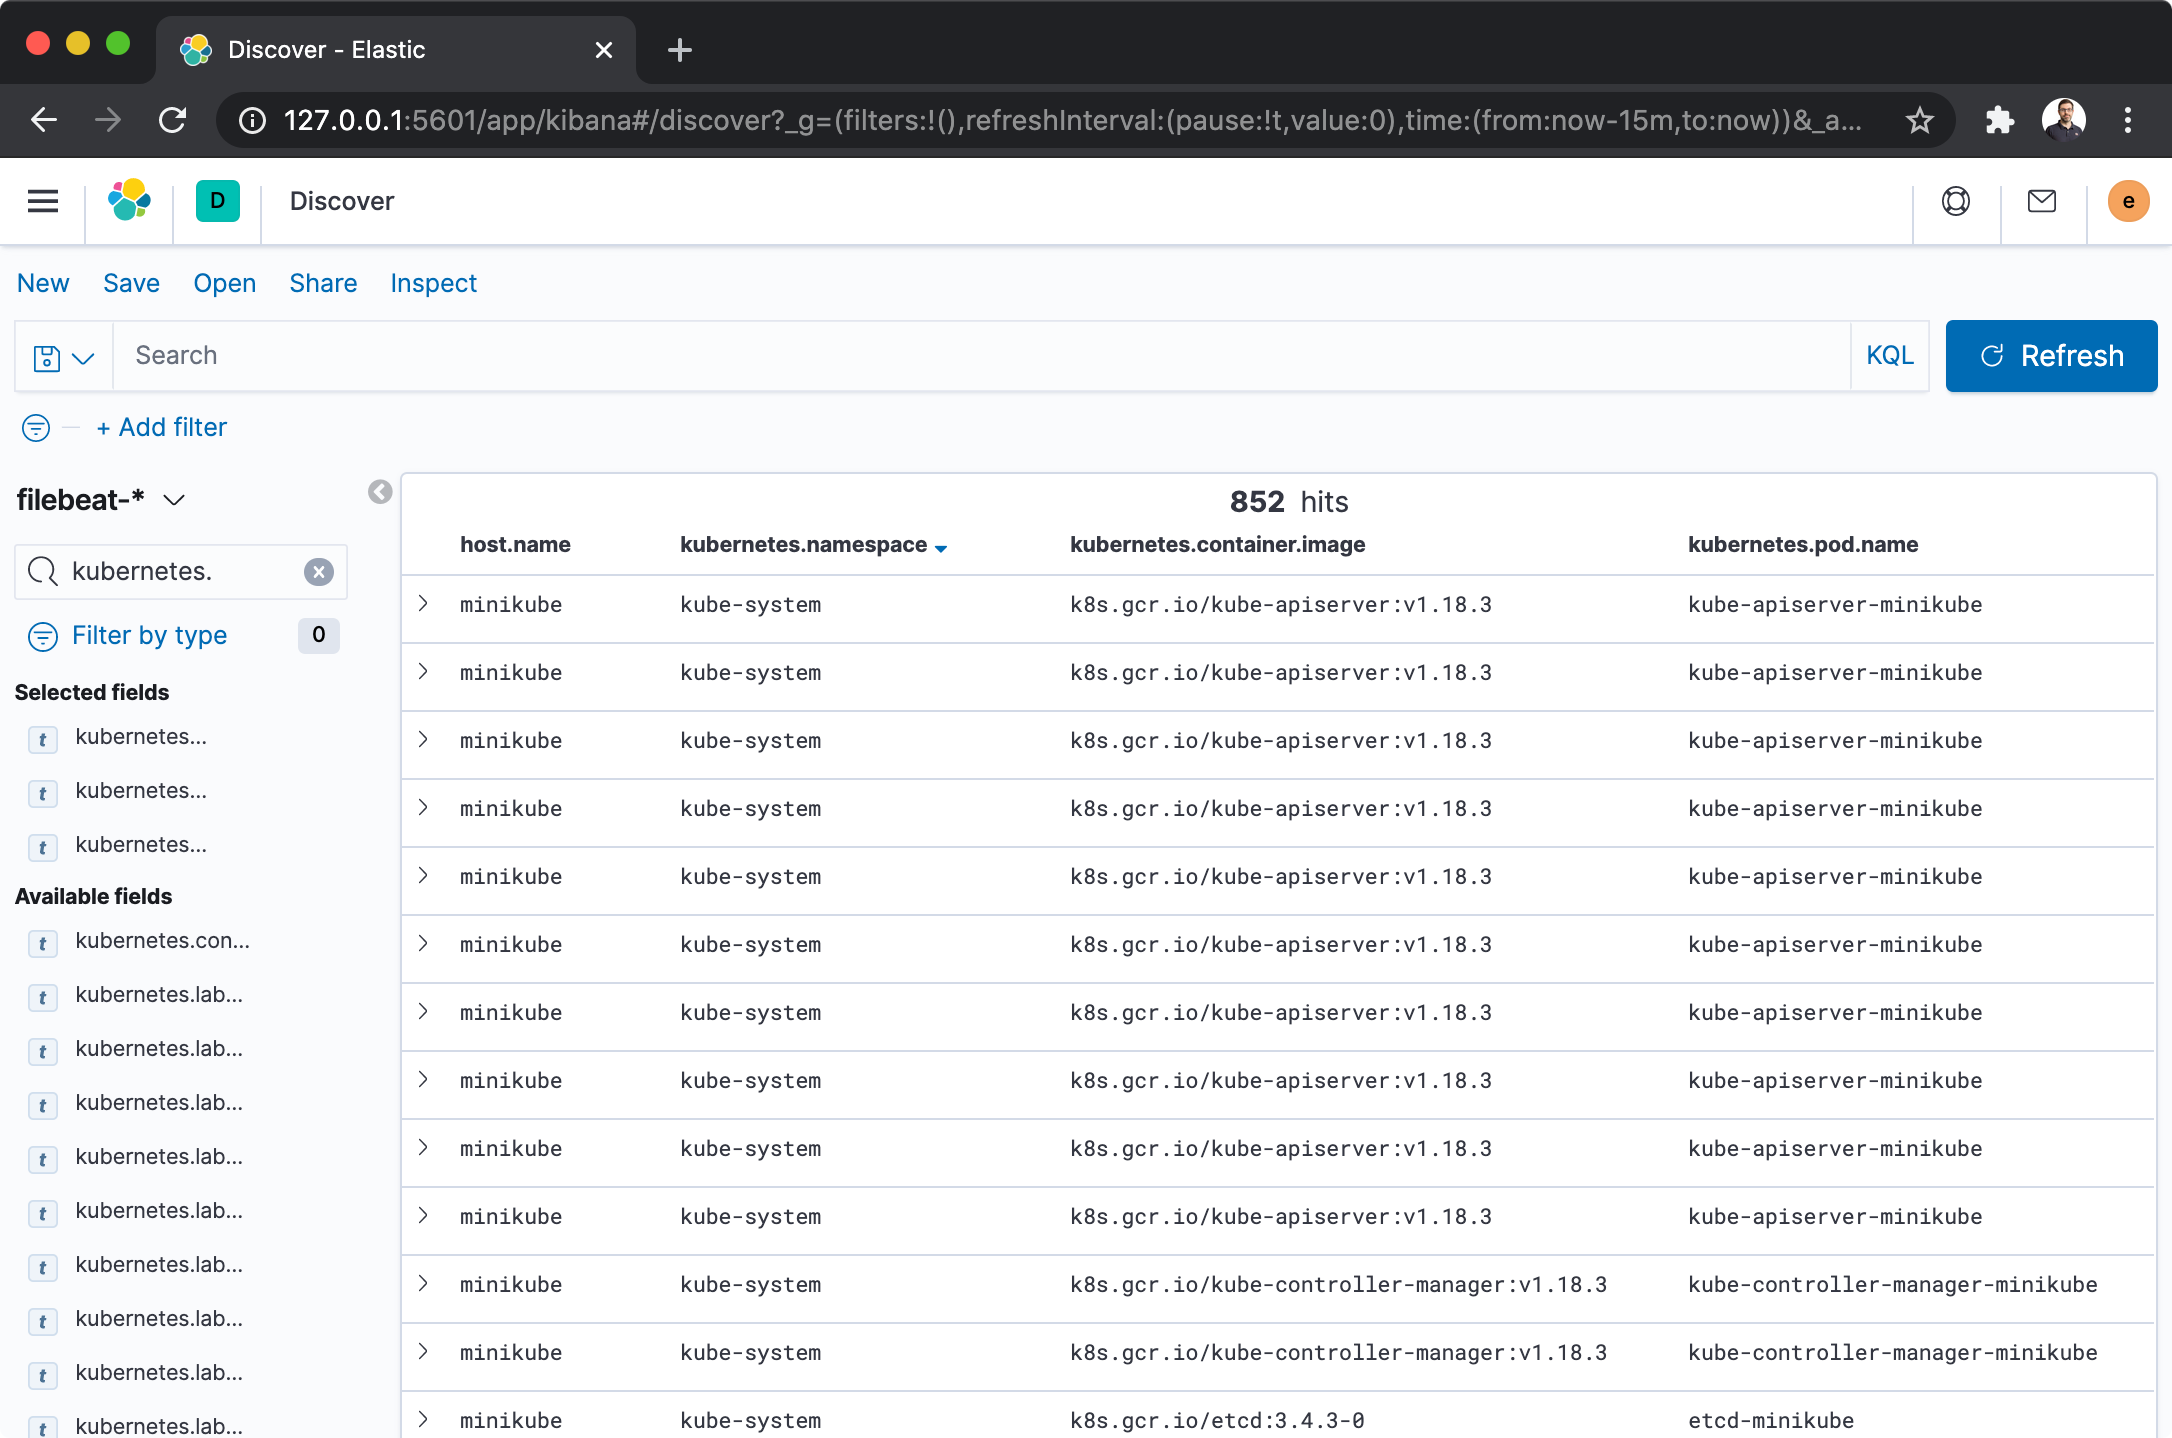 Discover - Elastic
127.0.0.1:5601/app/kibana#/discover?_g=(filters:!(),refreshInterval:(pause:!t,value:0),time:(from:now-15m,to:now))&_a...
D Discover e
New Save Open Share Inspect
Search KQL Refresh
+ Add filter
filebeat-*
kubernetes.
Filter by type 0
Selected fields
t kubernetes...
t kubernetes...
t kubernetes...
Available fields
t kubernetes.con...
t kubernetes.lab...
t kubernetes.lab...
t kubernetes.lab...
t kubernetes.lab...
t kubernetes.lab...
t kubernetes.lab...
t kubernetes.lab...
t kubernetes.lab...
t kubernetes.lab...
852 hits
host.name kubernetes.namespace kubernetes.container.image kubernetes.pod.name
minikube kube-system k8s.gcr.io/kube-apiserver:v1.18.3 kube-apiserver-minikube
minikube kube-system k8s.gcr.io/kube-apiserver:v1.18.3 kube-apiserver-minikube
minikube kube-system k8s.gcr.io/kube-apiserver:v1.18.3 kube-apiserver-minikube
minikube kube-system k8s.gcr.io/kube-apiserver:v1.18.3 kube-apiserver-minikube
minikube kube-system k8s.gcr.io/kube-apiserver:v1.18.3 kube-apiserver-minikube
minikube kube-system k8s.gcr.io/kube-apiserver:v1.18.3 kube-apiserver-minikube
minikube kube-system k8s.gcr.io/kube-apiserver:v1.18.3 kube-apiserver-minikube
minikube kube-system k8s.gcr.io/kube-apiserver:v1.18.3 kube-apiserver-minikube
minikube kube-system k8s.gcr.io/kube-apiserver:v1.18.3 kube-apiserver-minikube
minikube kube-system k8s.gcr.io/kube-apiserver:v1.18.3 kube-apiserver-minikube
minikube kube-system k8s.gcr.io/kube-controller-manager:v1.18.3 kube-controller-manager-minikube
minikube kube-system k8s.gcr.io/kube-controller-manager:v1.18.3 kube-controller-manager-minikube
minikube kube-system k8s.gcr.io/etcd:3.4.3-0 etcd-minikube